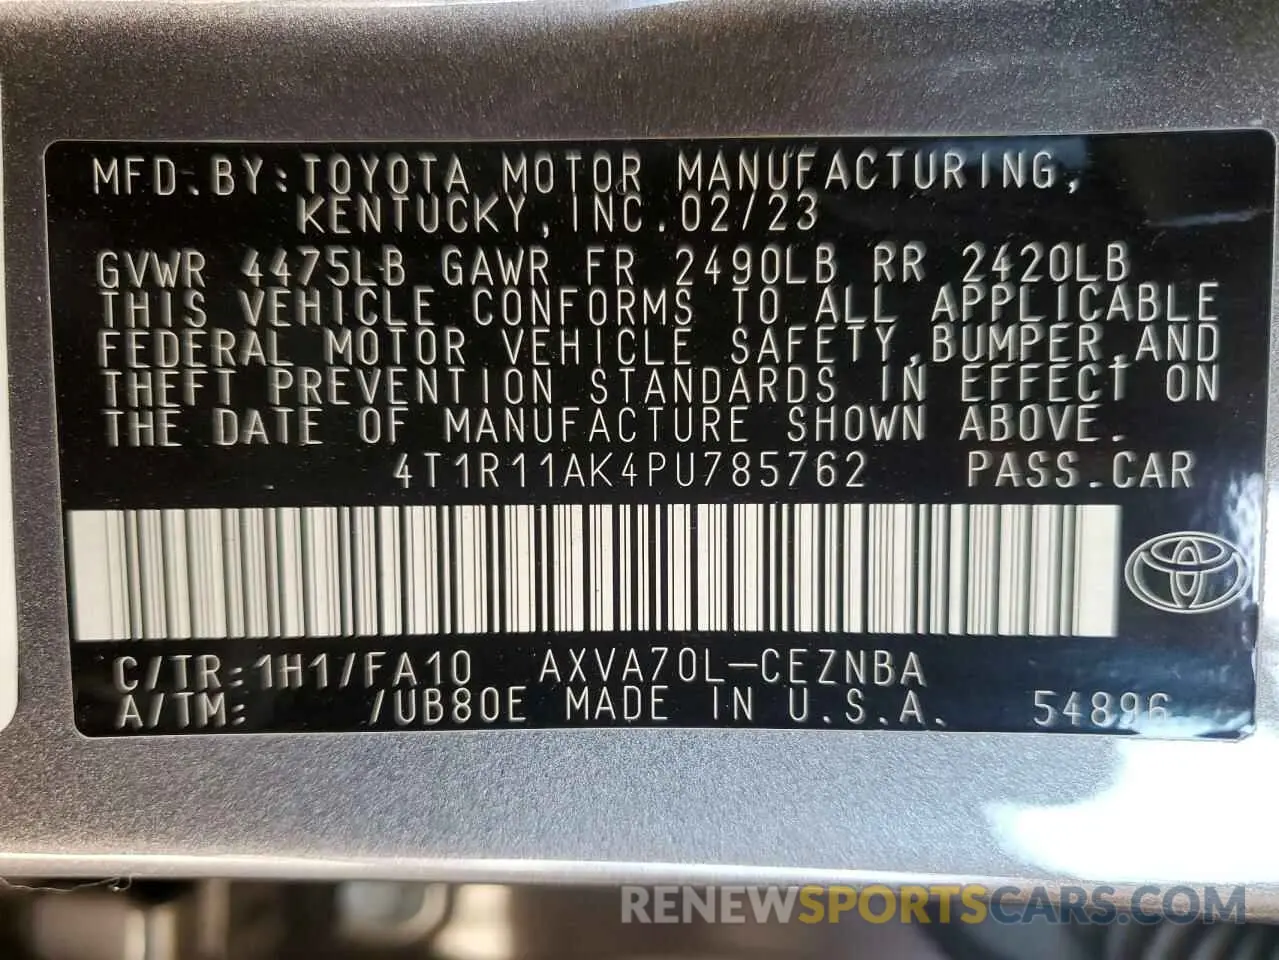 MFD.BY:TOYOTA MOTOR MANUFACTURING,
KENTUCKY,INC.02/23
GVWR 4475LB GAWR FR 2490LB RR 2420LB
THIS VEHICLE CONFORMS TO ALL APPLICABLE
FEDERAL MOTOR VEHICLE SAFETY,BUMPER,AND
THEFT PREVENTION STANDARDS IN EFFECT ON
THE DATE OF MANUFACTURE SHOWN ABOVE.
4T1R11AK4PU785762 PASS.CAR
C/TR:1H1/FA10 AXVA70L-CEZNBA
A/TM: /UB80E MADE IN U.S.A. 54896
RENEWSPORTSCARS.COM